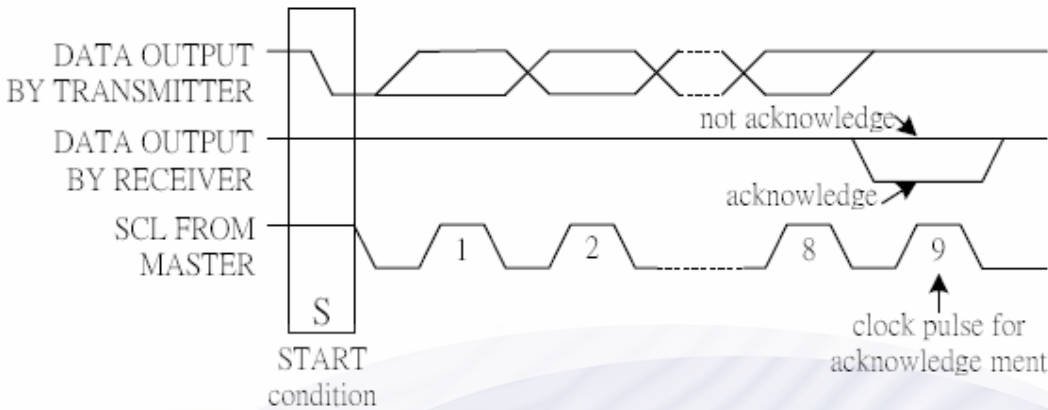 DATA OUTPUT
BY TRANSMITTER
not acknowledge
DATA OUTPUT
BY RECEIVER
acknowledge
SCL FROM
MASTER
1
2
8
9
S
START
condition
clock pulse for
acknowledge ment